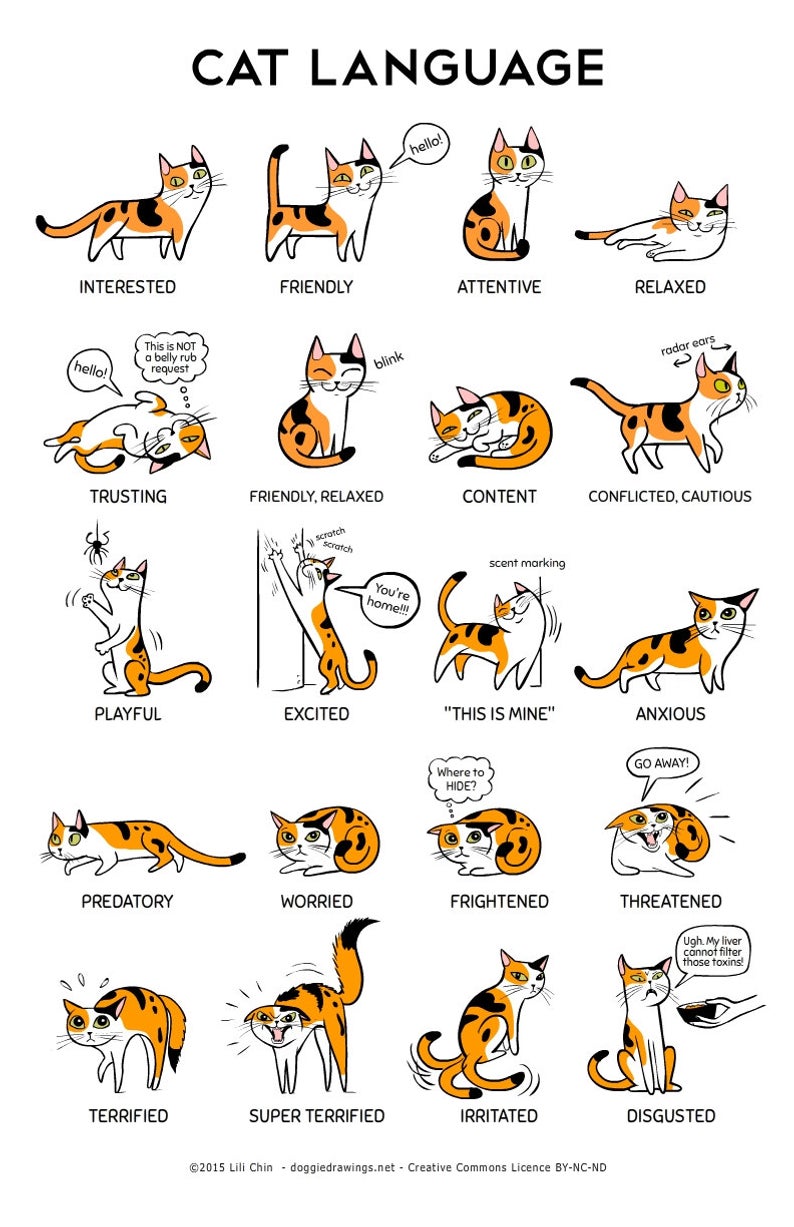 CAT LANGUAGE
hello!
INTERESTED
FRIENDLY
ATTENTIVE
RELAXED
hello!
This is NOT
a belly rub
request
blink
radar ears
TRUSTING
FRIENDLY, RELAXED
CONTENT
CONFLICTED, CAUTIOUS
scratch
scratch
You're
home!!!
scent marking
PLAYFUL
EXCITED
"THIS IS MINE"
ANXIOUS
Where to
HIDE?
GO AWAY!
PREDATORY
WORRIED
FRIGHTENED
THREATENED
Ugh. My liver
cannot filter
those toxins!
TERRIFIED
SUPER TERRIFIED
IRRITATED
DISGUSTED
©2015 Lili Chin - doggiedrawings.net - Creative Commons Licence BY-NC-ND